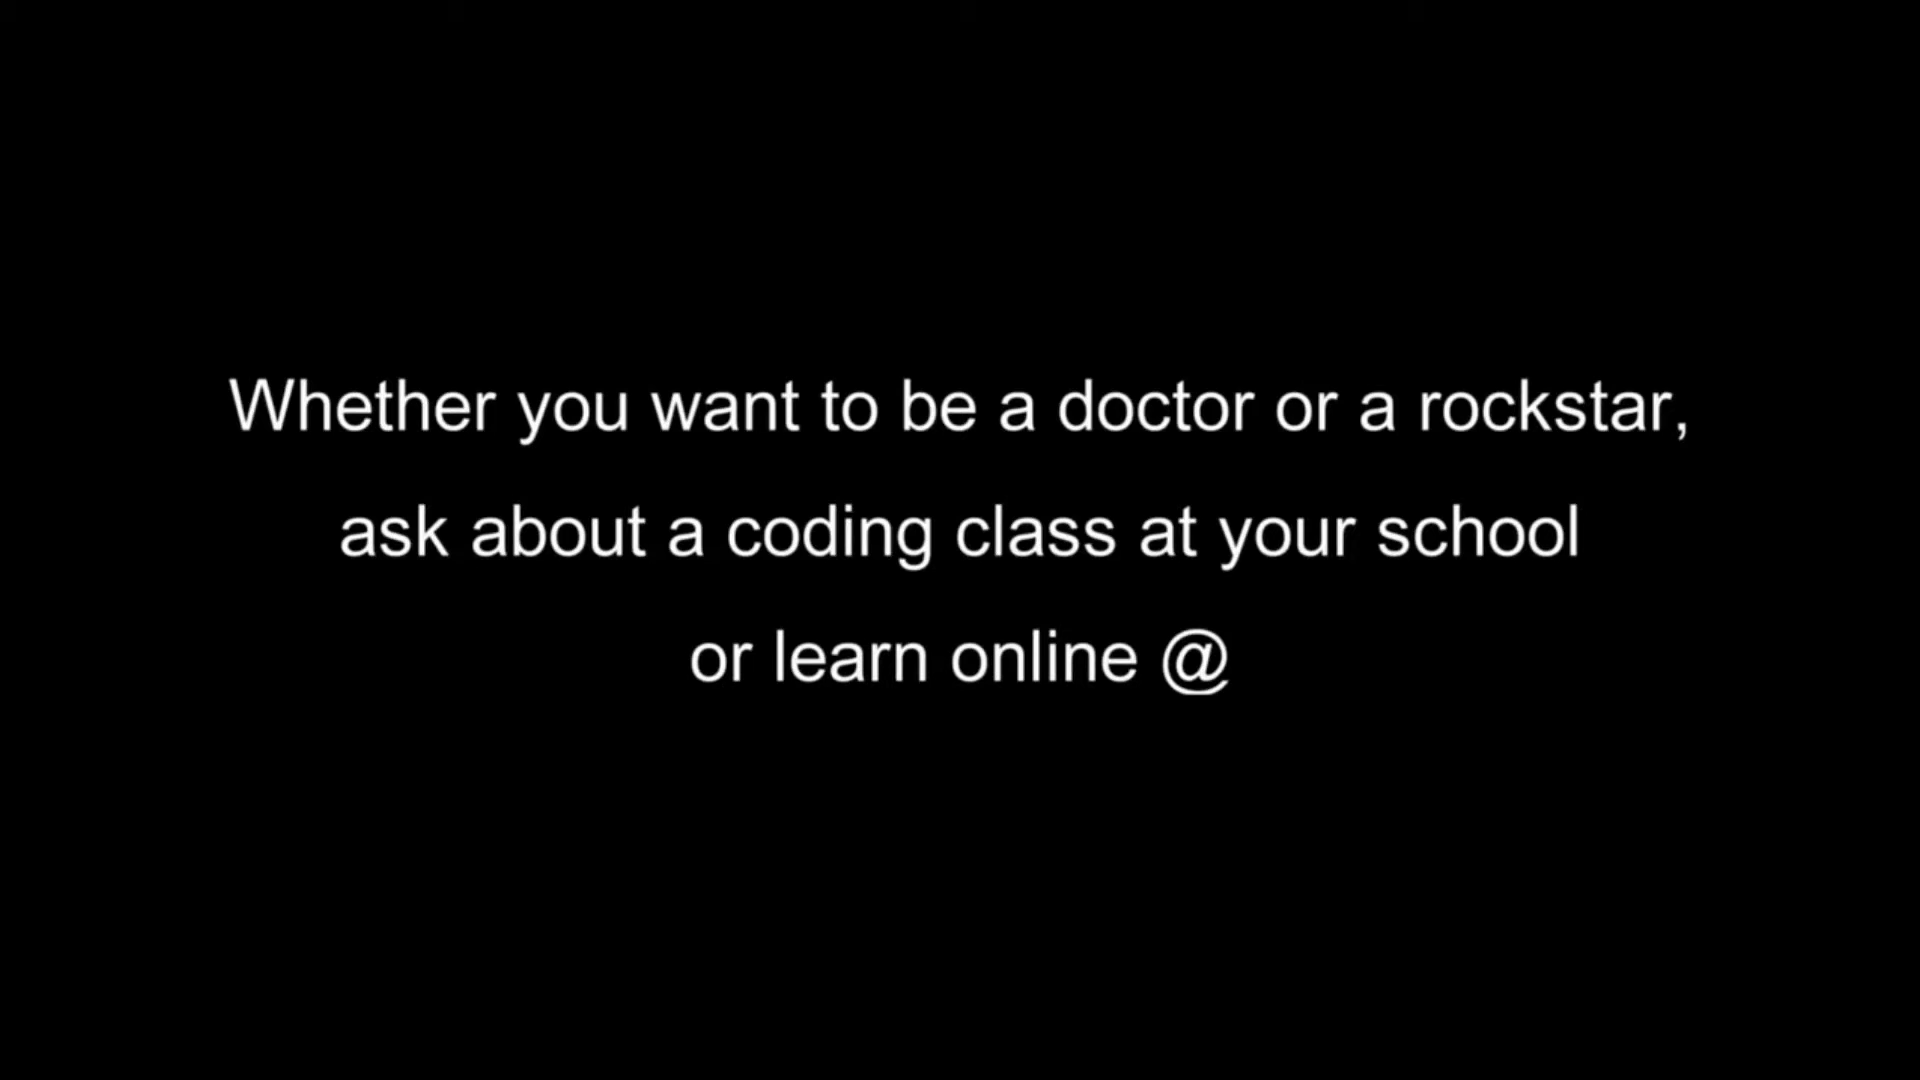 Whether you want to be a doctor or a rockstar,
ask about a coding class at your school
or learn online @